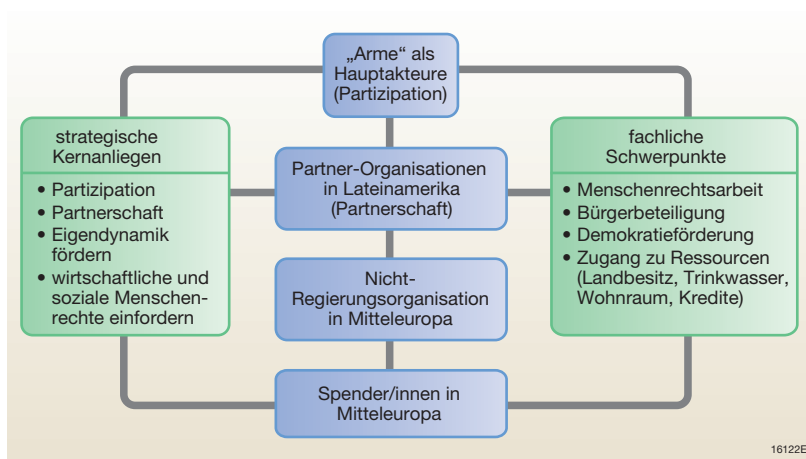 „Arme“ als
Hauptakteure
(Partizipation)
strategische
Kernanliegen
• Partizipation
• Partnerschaft
• Eigendynamik
fördern
• wirtschaftliche und
soziale Menschen-
rechte einfordern
Partner-Organisationen
in Lateinamerika
(Partnerschaft)
Nicht-
Regierungsorganisation
in Mitteleuropa
Spender/innen in
Mitteleuropa
fachliche
Schwerpunkte
• Menschenrechtsarbeit
• Bürgerbeteiligung
• Demokratieförderung
• Zugang zu Ressourcen
(Landbesitz, Trinkwasser,
Wohnraum, Kredite)
16122E